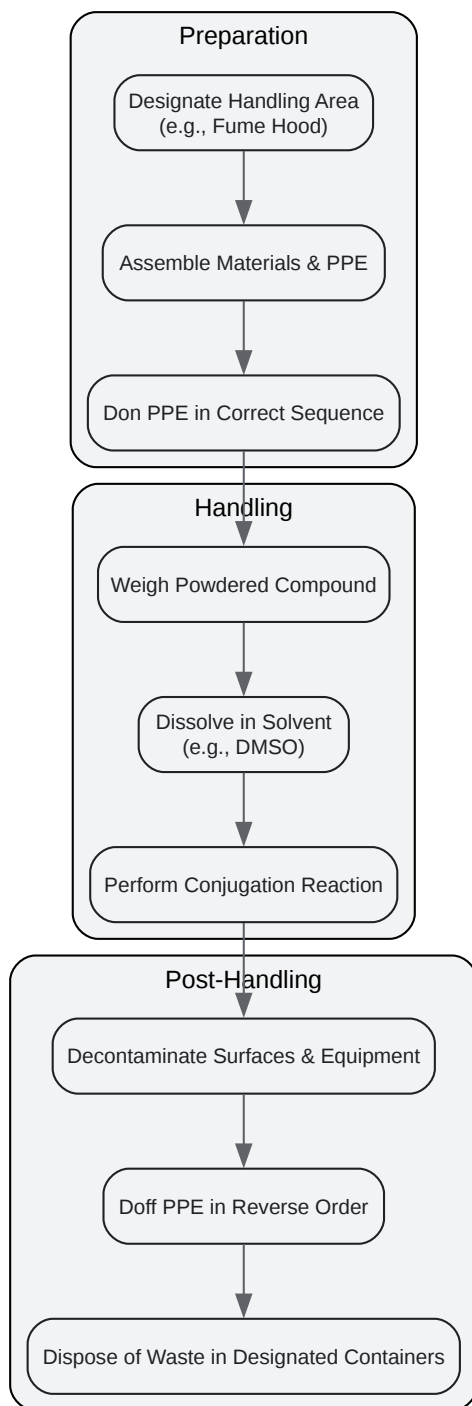 Preparation
Designate Handling Area
(e.g., Fume Hood)
Assemble Materials & PPE
Don PPE in Correct Sequence
Handling
Weigh Powdered Compound
Dissolve in Solvent
(e.g., DMSO)
Perform Conjugation Reaction
Post-Handling
Decontaminate Surfaces & Equipment
Doff PPE in Reverse Order
Dispose of Waste in Designated Containers